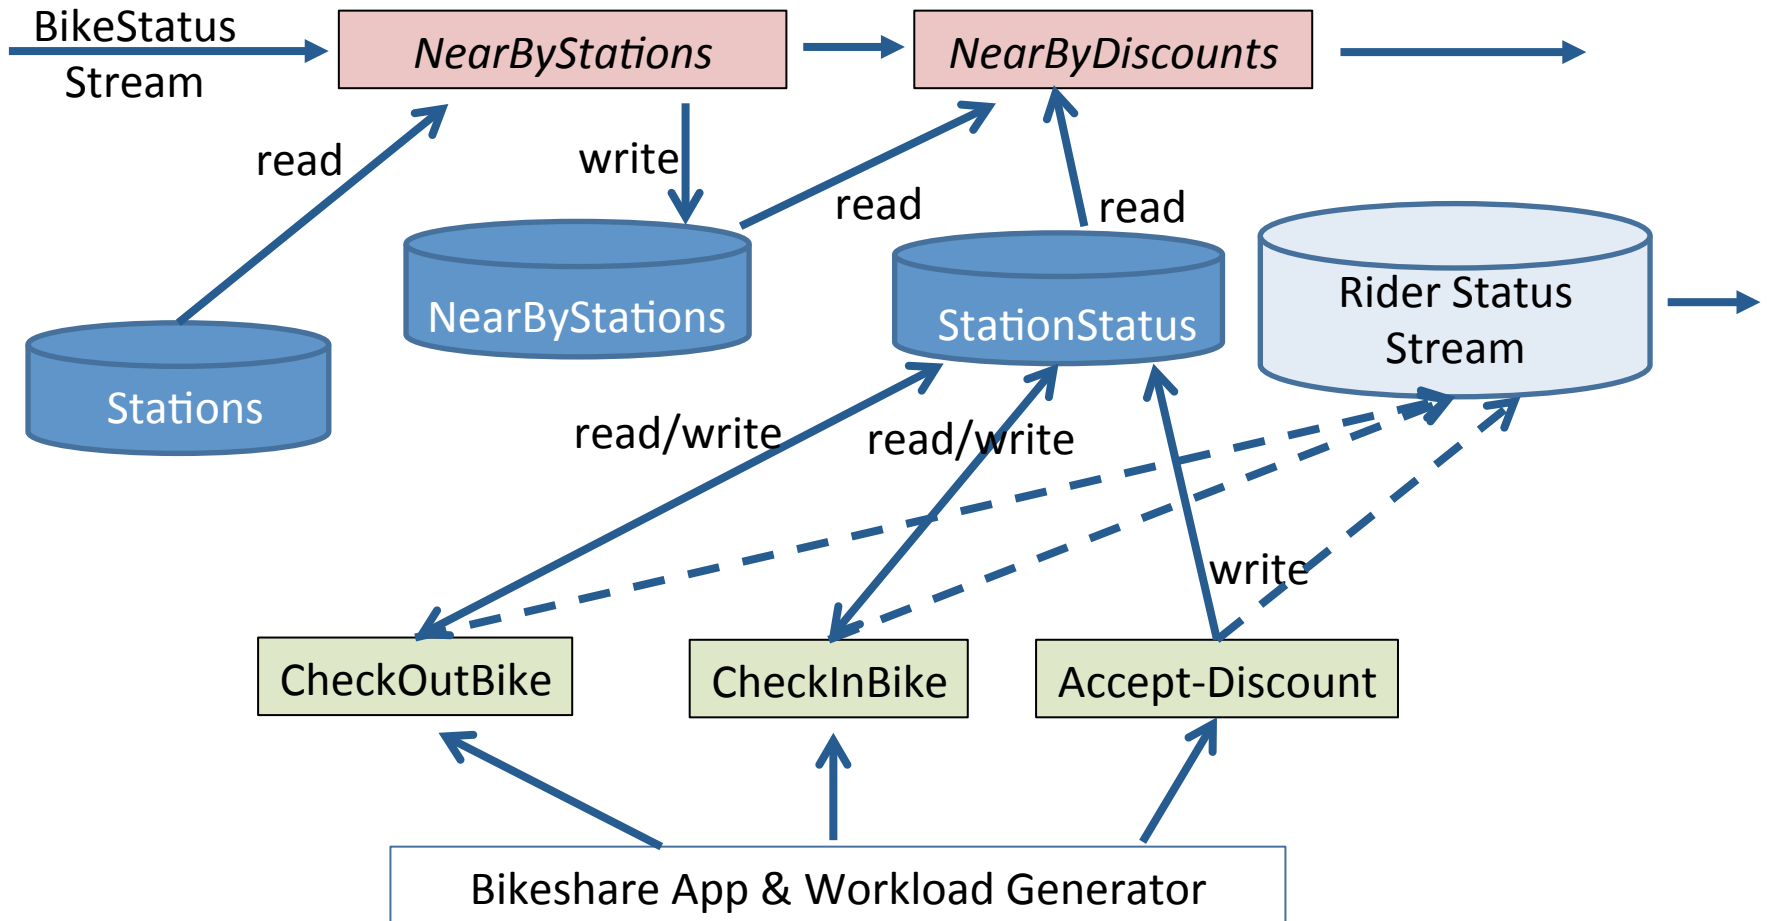 BikeStatus
Stream
NearByStations
NearByDiscounts
read
write
read
read
Stations
NearByStations
StationStatus
Rider Status
Stream
read/write
read/write
write
CheckOutBike
CheckInBike
Accept-Discount
Bikeshare App & Workload Generator